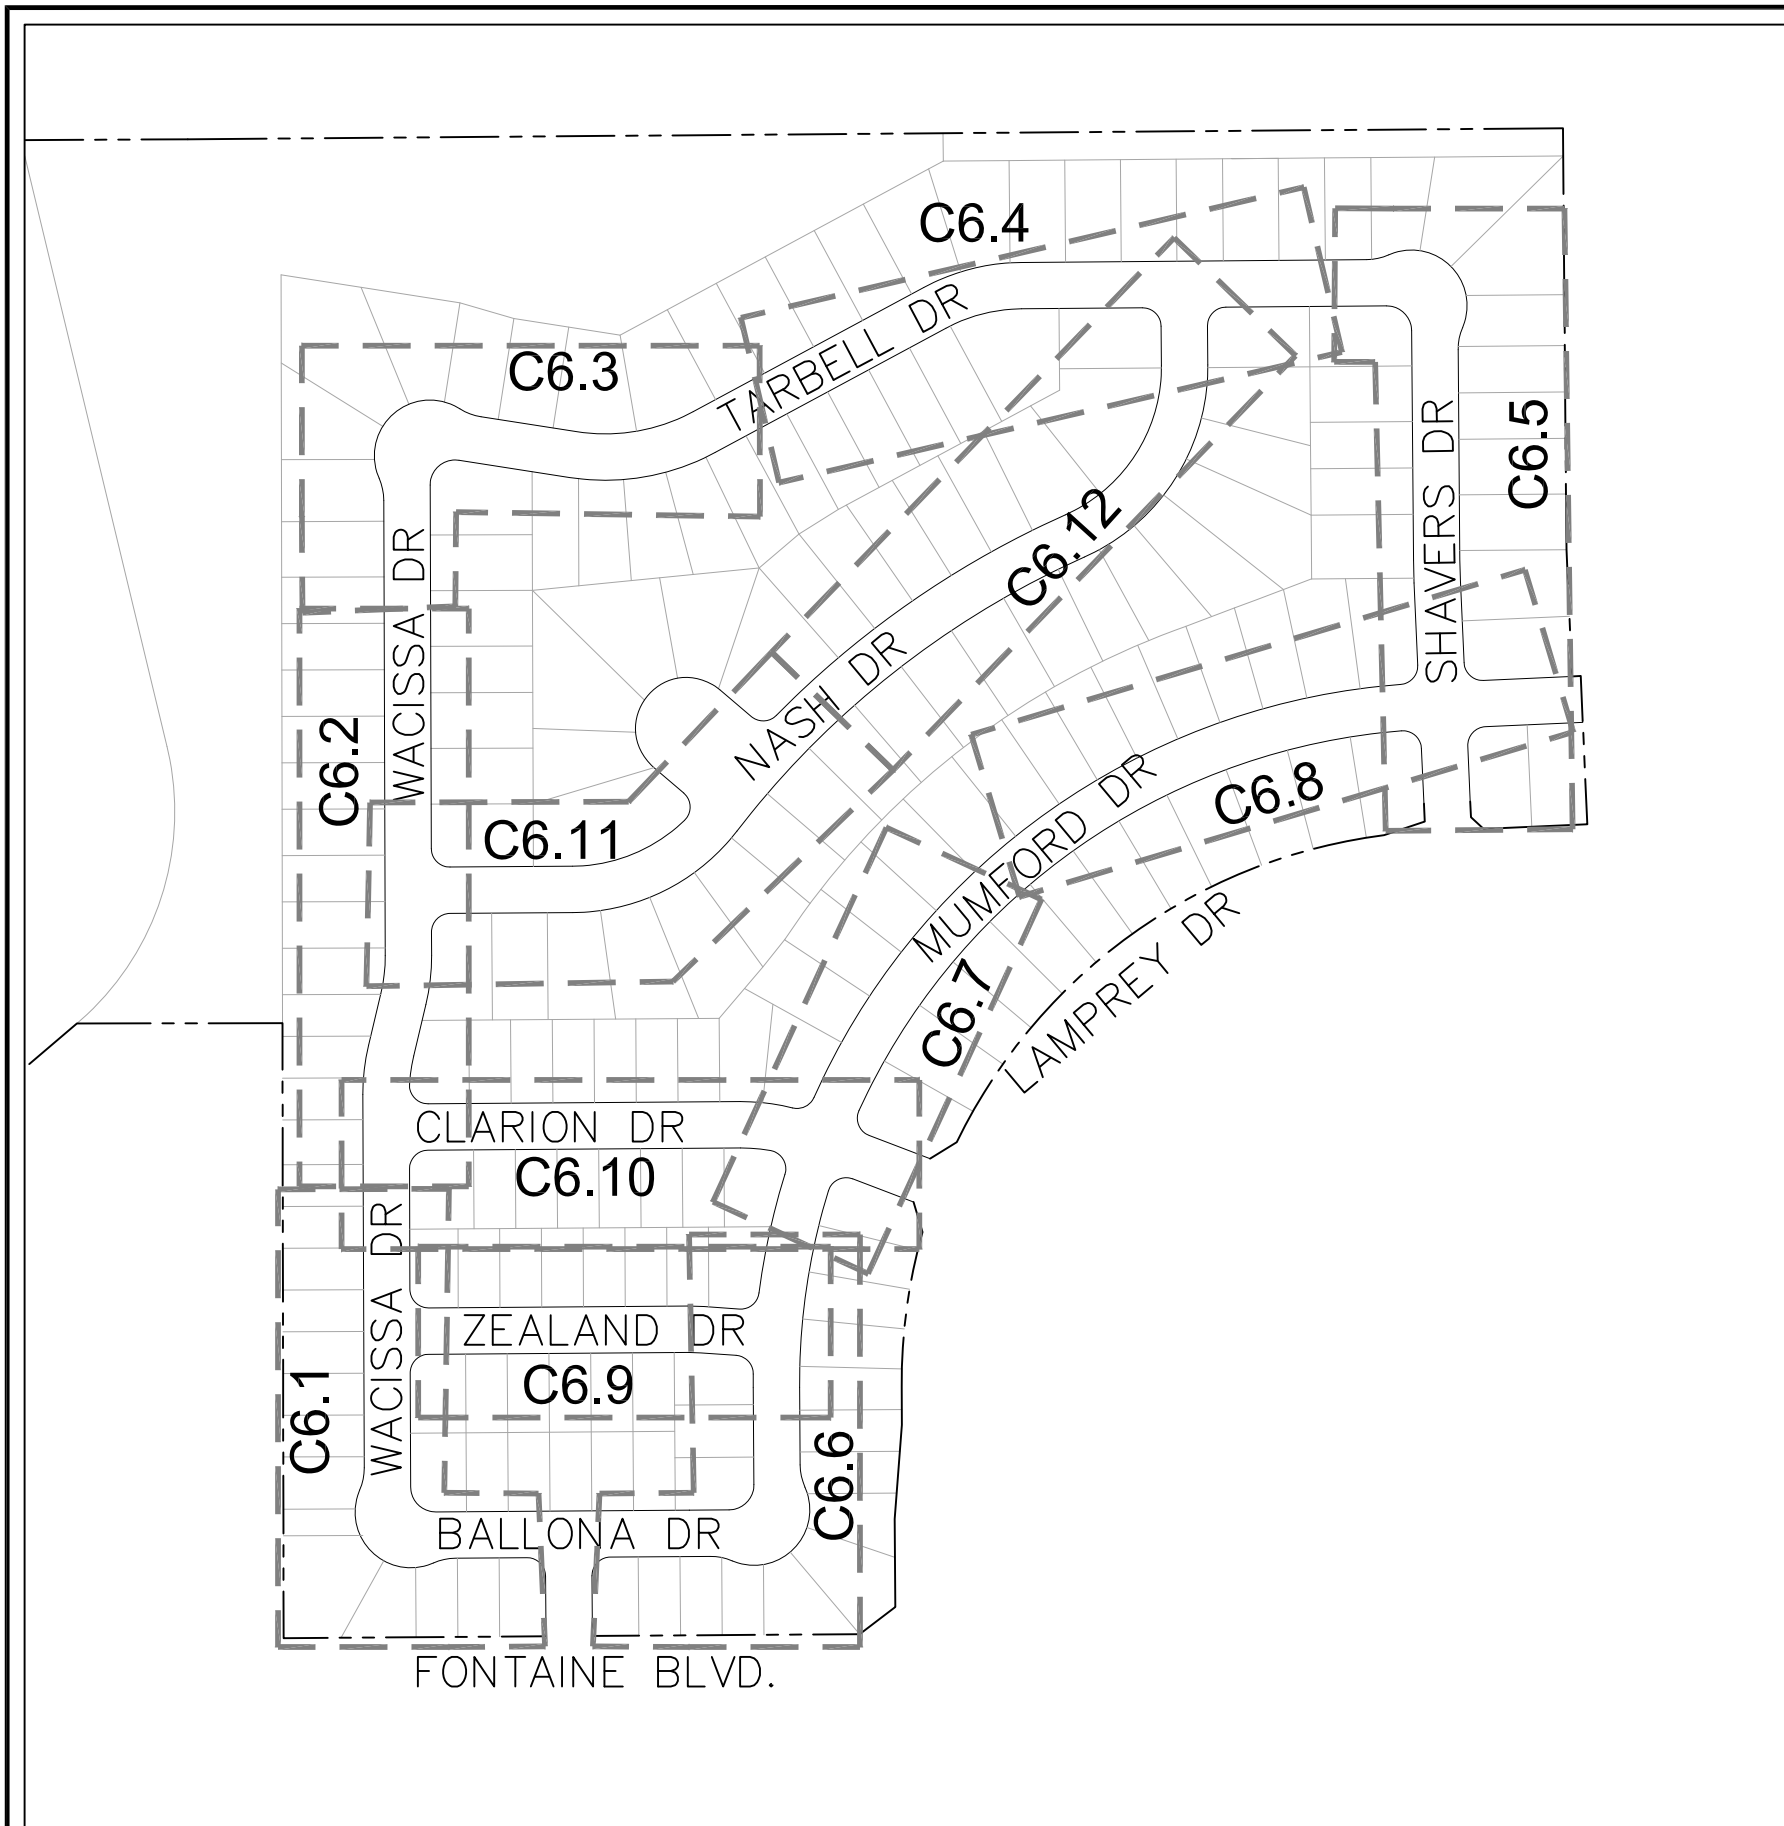 C6.4
TARBELL DR
C6.3
C6.5
SHAVERS DR
C6.12
WACISSA DR
NASH DR
C6.2
C6.11
C6.8
MUMFORD DR
C6.7
LAMPREY DR
CLARION DR
C6.10
WACISSA DR
ZEALAND DR
C6.9
C6.1
C6.6
BALLONA DR
FONTAINE BLVD.